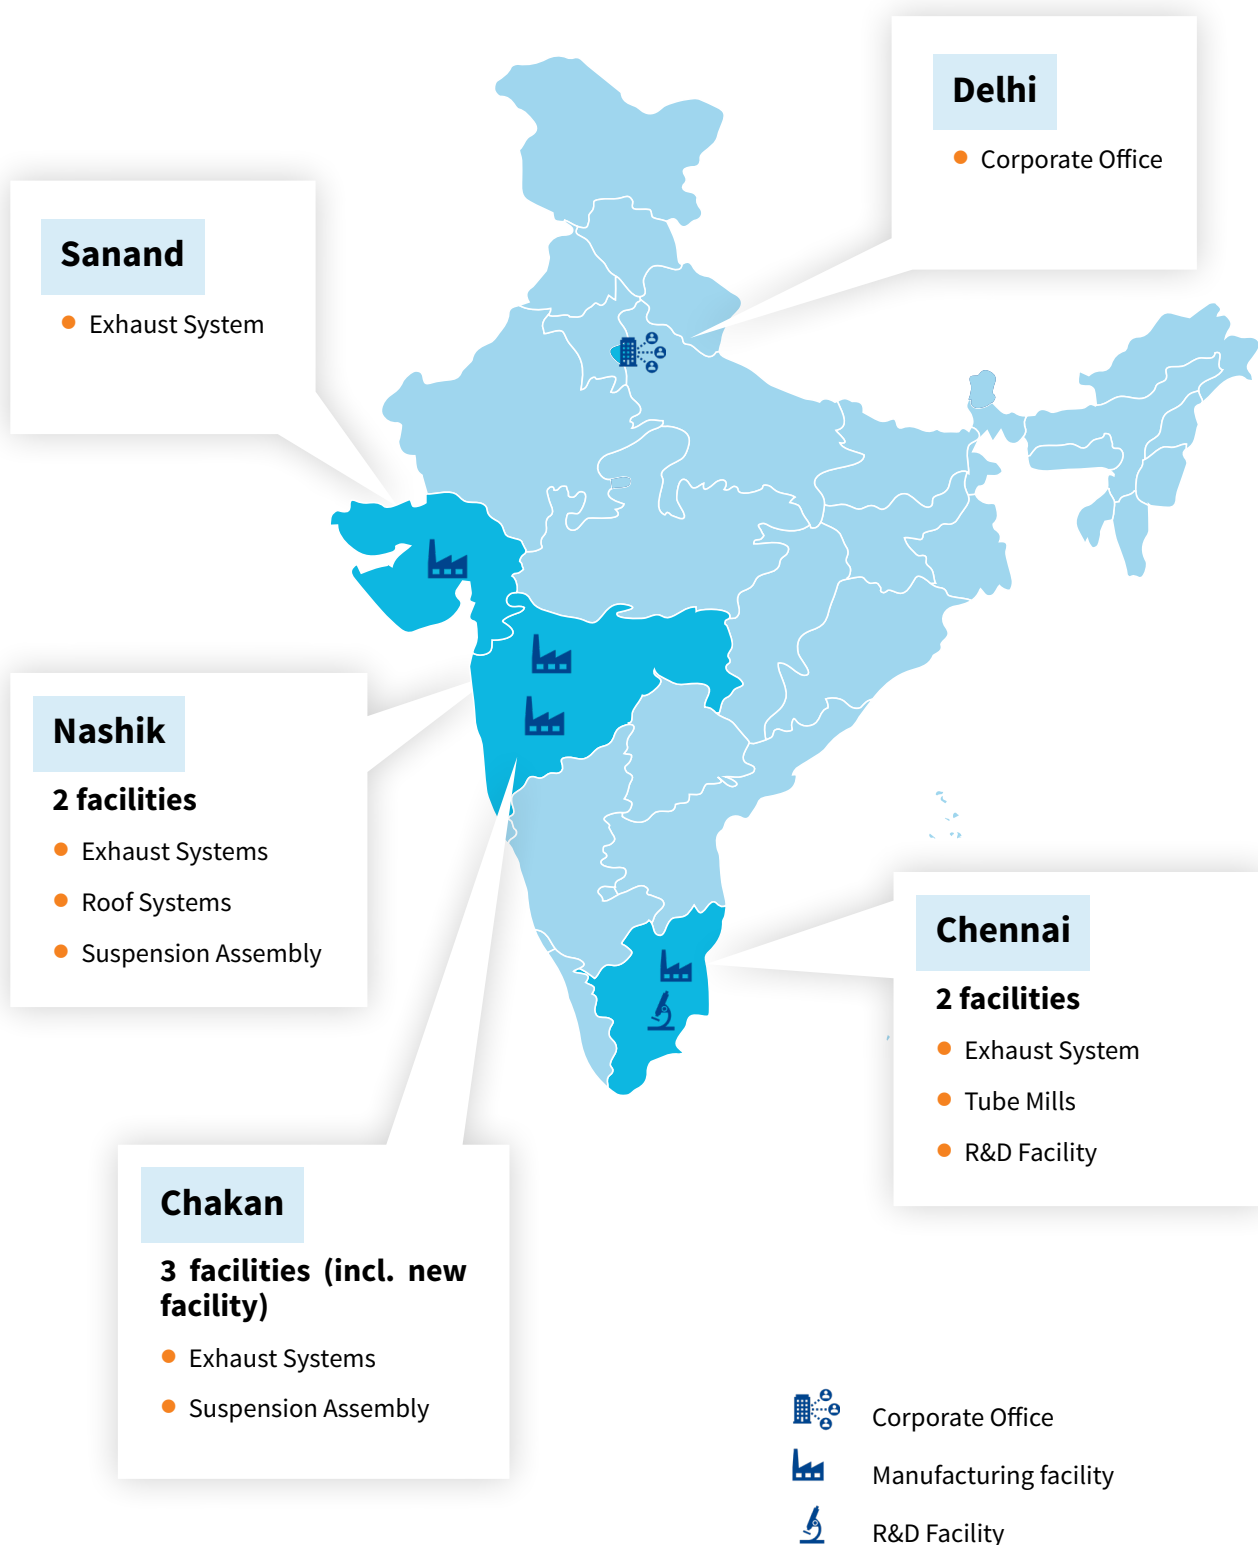 Delhi
Corporate Office
Sanand
Exhaust System
Nashik
2 facilities
Exhaust Systems
Roof Systems
Suspension Assembly
Chennai
2 facilities
Exhaust System
Tube Mills
R&D Facility
Chakan
3 facilities (incl. new
facility)
Exhaust Systems
Suspension Assembly
Corporate Office
Manufacturing facility
R&D Facility